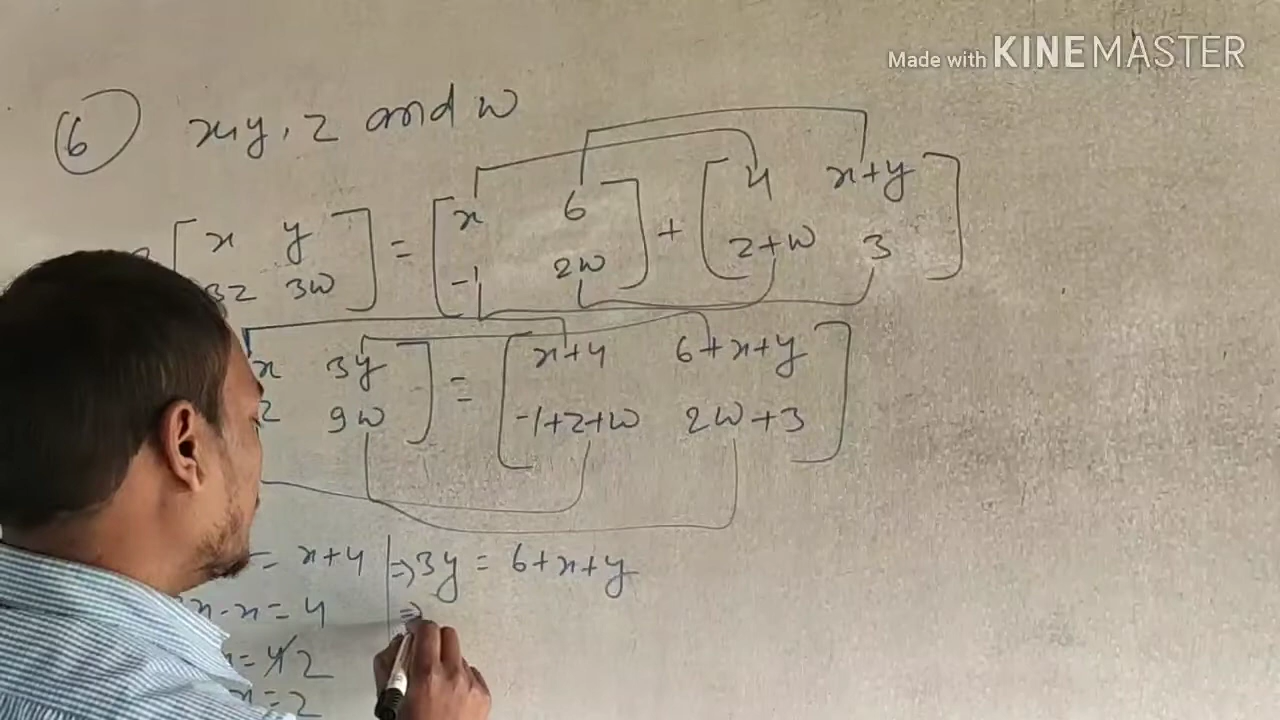 Made with KINEMASTER
6 x, y, z and w
[x y] = [x 6] + [4 x+y]
3z 3w -1 2w z+w 3
x 3y = x+4 6+x+y
z 9w -1+z+w 2w+3
= x+4 ⇒ 3y = 6+x+y
x - x = 4 ⇒
= 4 2
x = 2